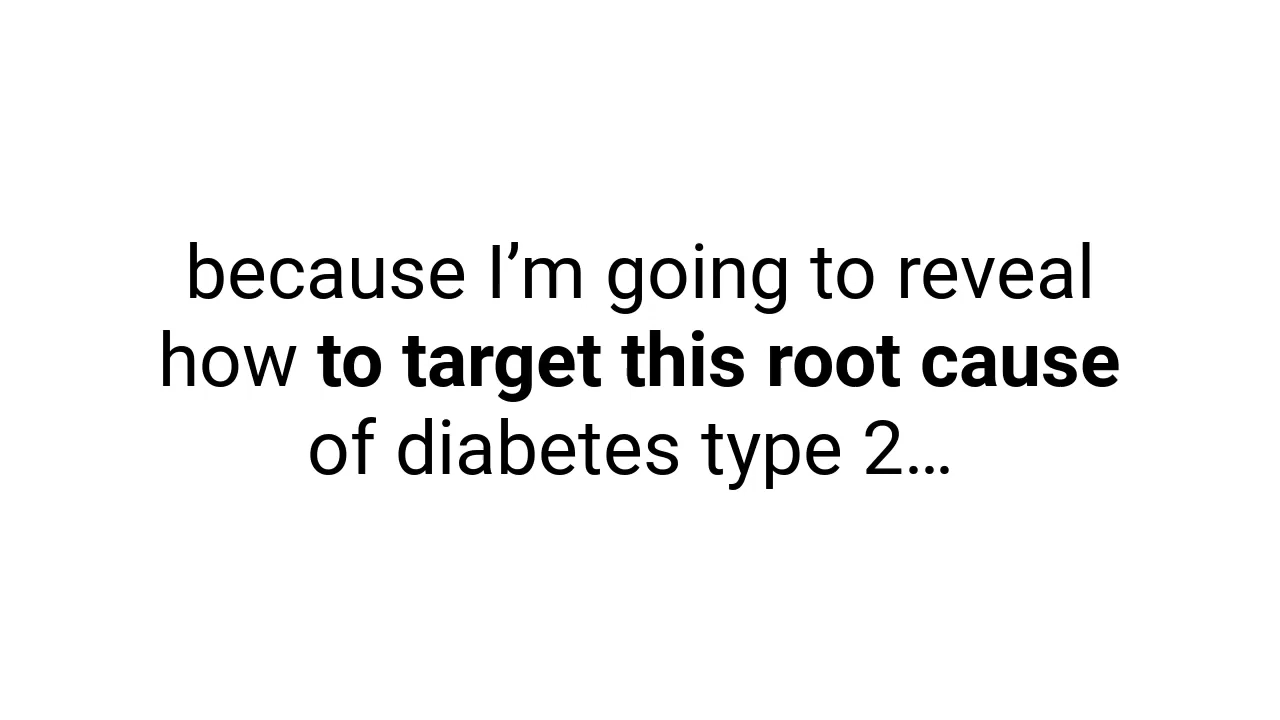 because I’m going to reveal
how to target this root cause
of diabetes type 2…